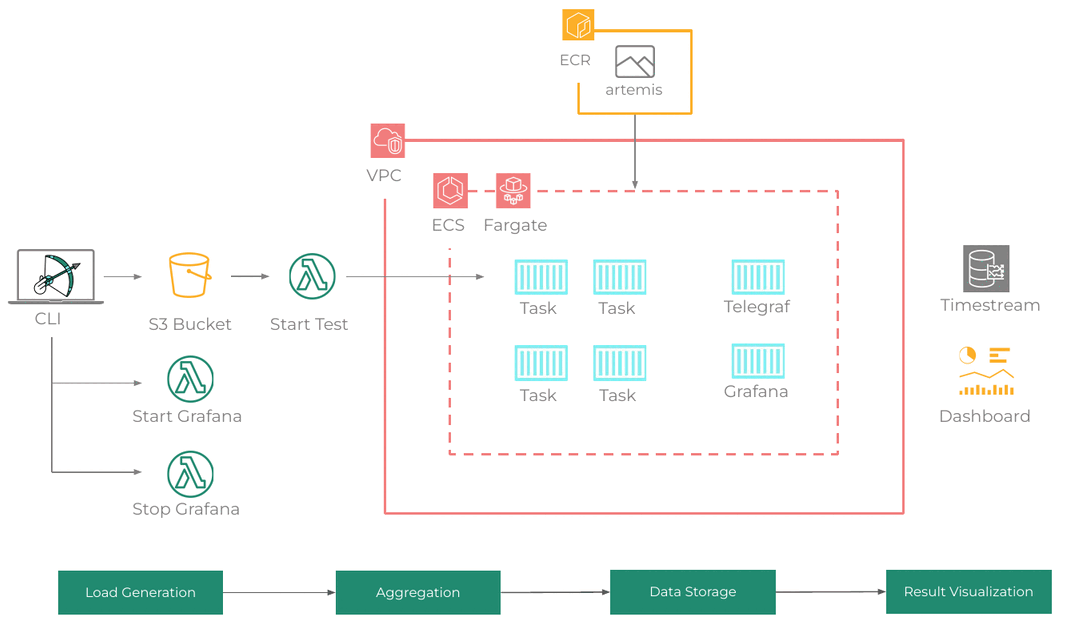 ECR
artemis
VPC
ECS
Fargate
CLI
S3 Bucket
Start Test
Task
Task
Telegraf
Timestream
Task
Task
Grafana
Dashboard
Start Grafana
Stop Grafana
Load Generation
Aggregation
Data Storage
Result Visualization